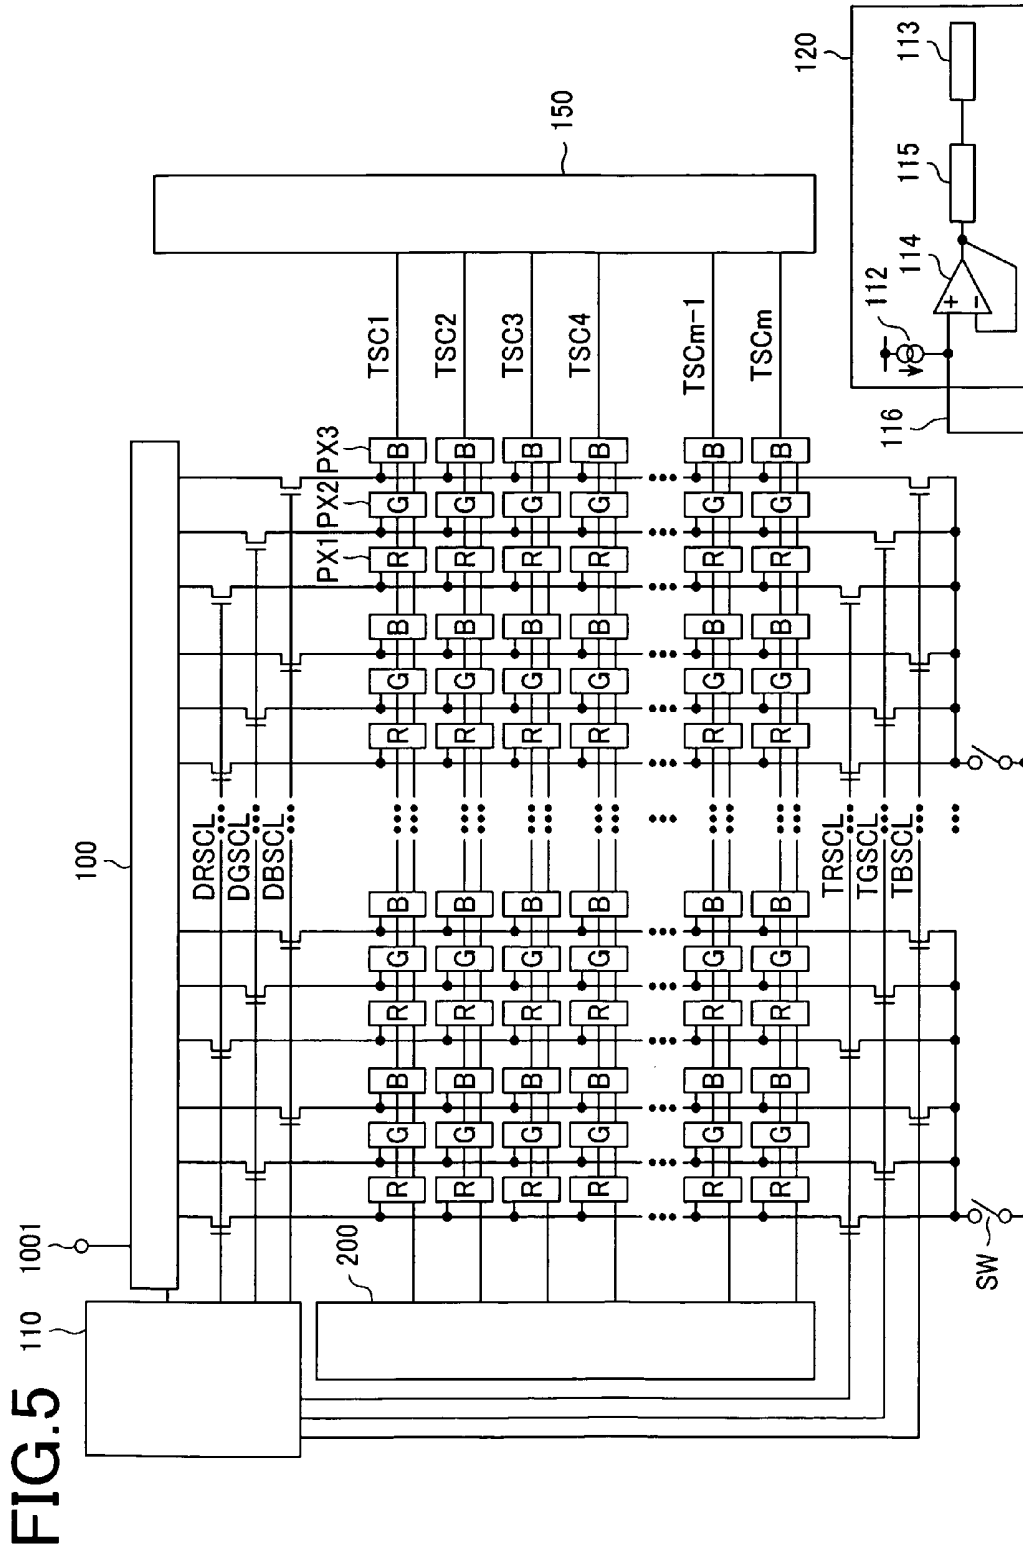 FIG.5
110
1001
100
DRSCL
DGSCL
DBSCL
200
PX1 PX2 PX3
R G B R G B R G B R G B TSC1
R G B R G B R G B R G B TSC2
R G B R G B R G B R G B TSC3
R G B R G B R G B R G B TSC4
R G B R G B R G B R G B TSCm-1
R G B R G B R G B R G B TSCm
150
TRSCL
TGSCL
TBSCL
SW
116
112
114
115
113
120
+
−